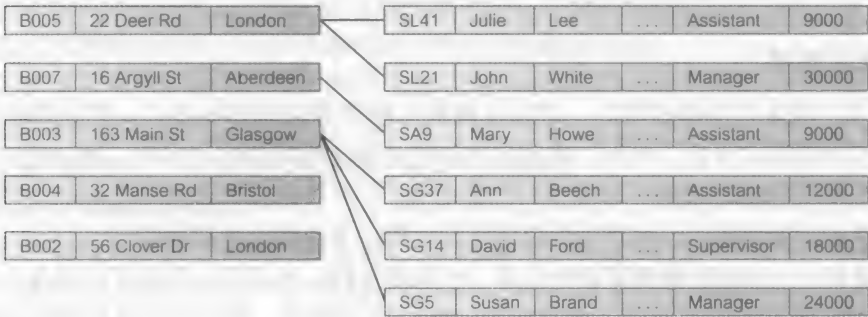 B005 22 Deer Rd London SL41 Julie Lee ... Assistant 9000
SL21 John White ... Manager 30000
B007 16 Argyll St Aberdeen
SA9 Mary Howe ... Assistant 9000
B003 163 Main St Glasgow
B004 32 Manse Rd Bristol SG37 Ann Beech ... Assistant 12000
B002 56 Clover Dr London SG14 David Ford ... Supervisor 18000
SG5 Susan Brand ... Manager 24000